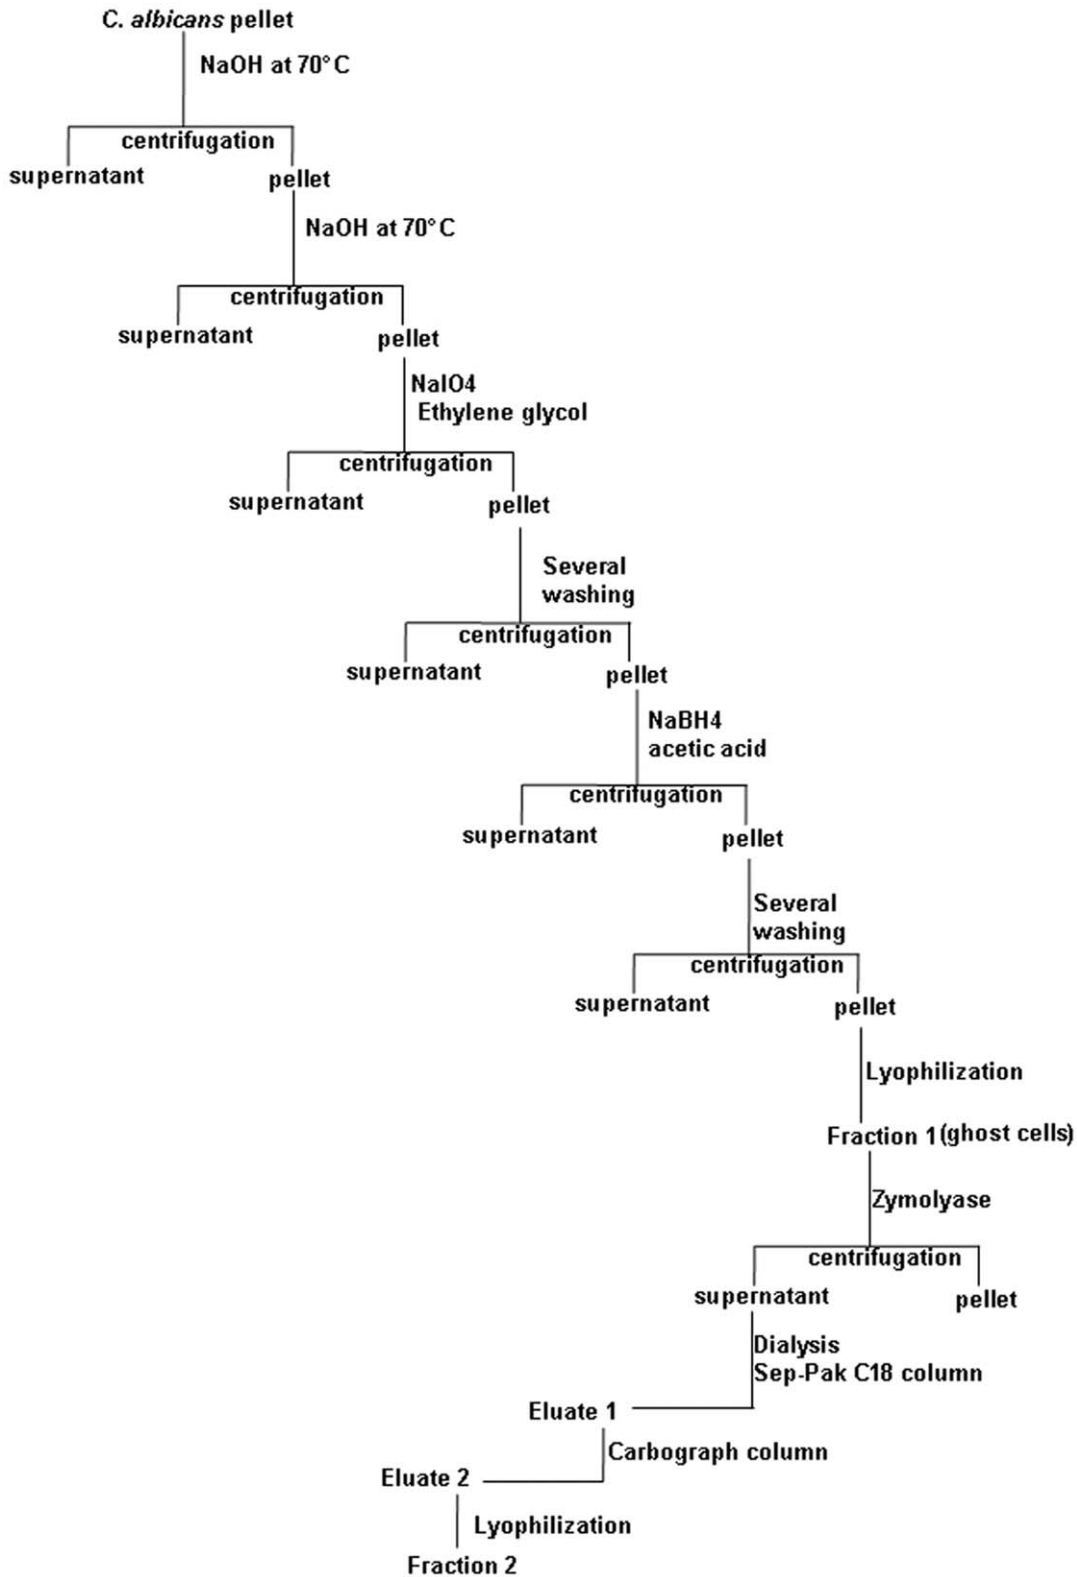 C. albicans pellet
NaOH at 70°C
centrifugation
supernatant
pellet
NaOH at 70°C
centrifugation
supernatant
pellet
NaIO4
Ethylene glycol
centrifugation
supernatant
pellet
Several
washing
centrifugation
supernatant
pellet
NaBH4
acetic acid
centrifugation
supernatant
pellet
Several
washing
centrifugation
supernatant
pellet
Lyophilization
Fraction 1(ghost cells)
Zymolyase
centrifugation
supernatant
pellet
Dialysis
Sep-Pak C18 column
Eluate 1
Carbograph column
Eluate 2
Lyophilization
Fraction 2